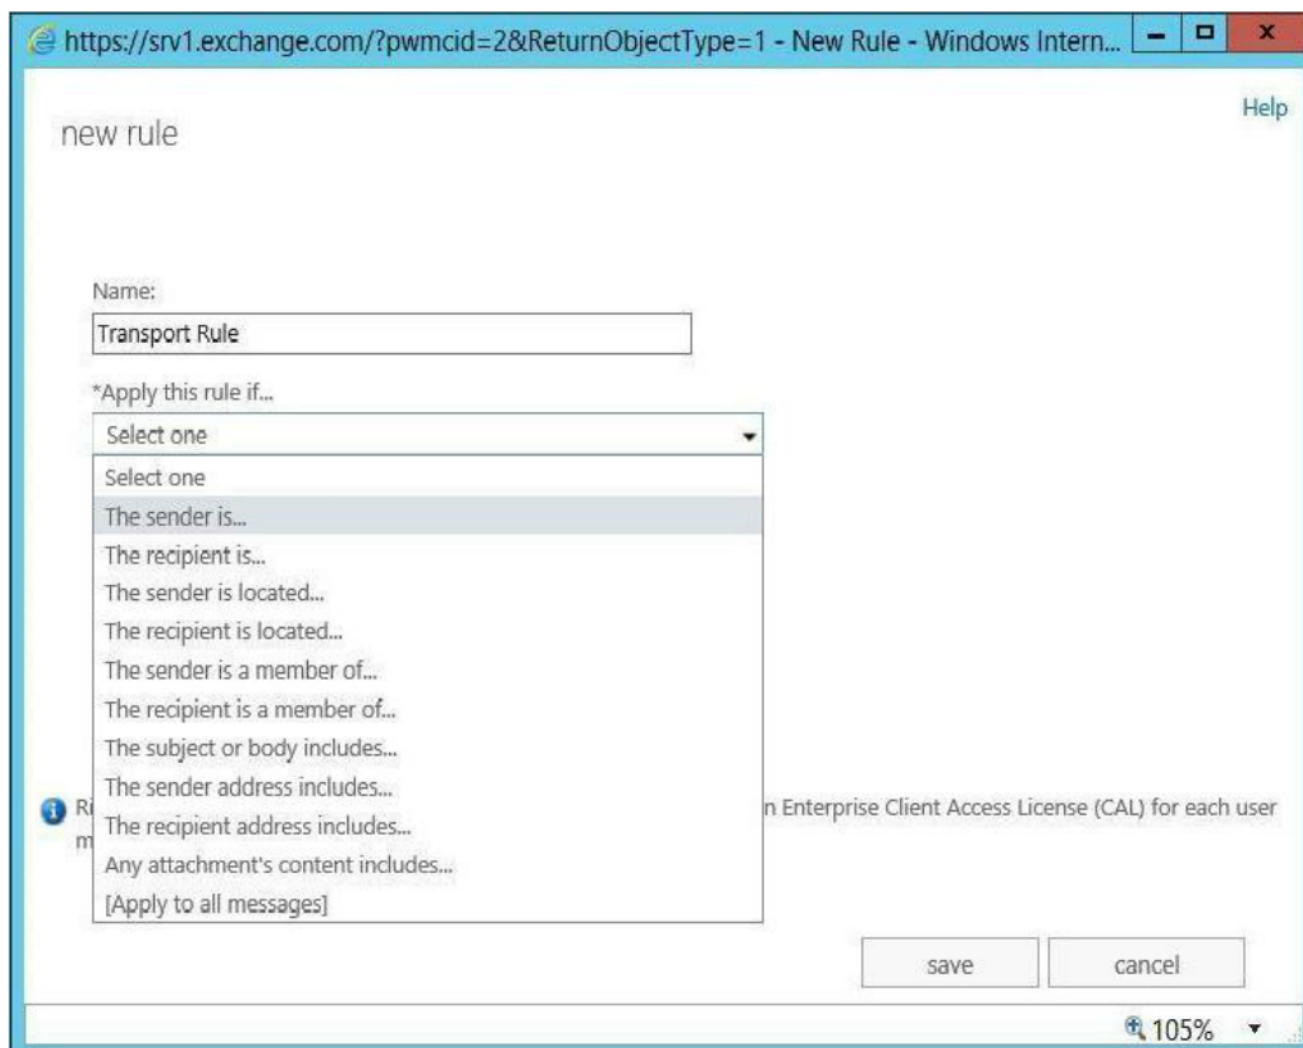 https://srv1.exchange.com/?pwmcid=2&ReturnObjectType=1 - New Rule - Windows Intern...
Help
new rule
Name:
Transport Rule
*Apply this rule if...
Select one
Select one
The sender is...
The recipient is...
The sender is located...
The recipient is located...
The sender is a member of...
The recipient is a member of...
The subject or body includes...
The sender address includes...
Ri n Enterprise Client Access License (CAL) for each user
The recipient address includes...
m
Any attachment's content includes...
[Apply to all messages]
save cancel
105%